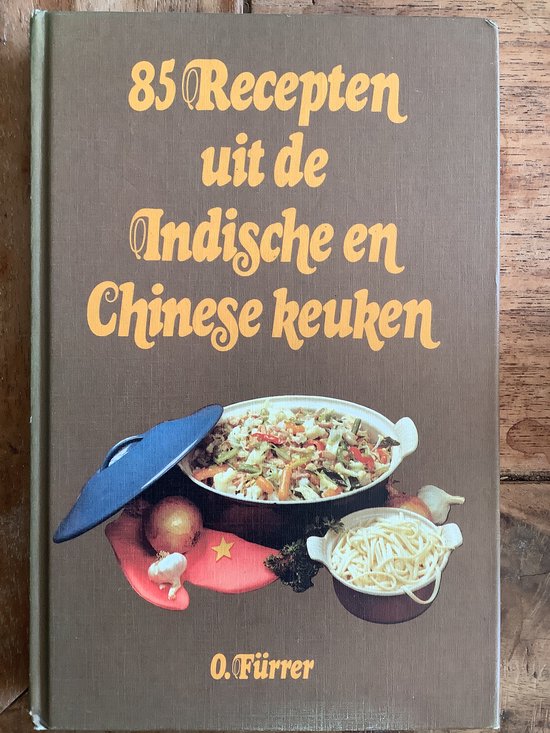 85 Recepten
uit de
Indische en
Chinese keuken
O. Fürrer